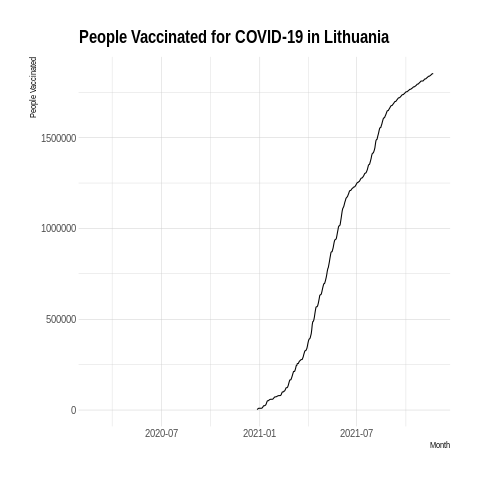 People Vaccinated for COVID-19 in Lithuania
People Vaccinated
1500000
1000000
500000
0
2020-07 2021-01 2021-07
Month